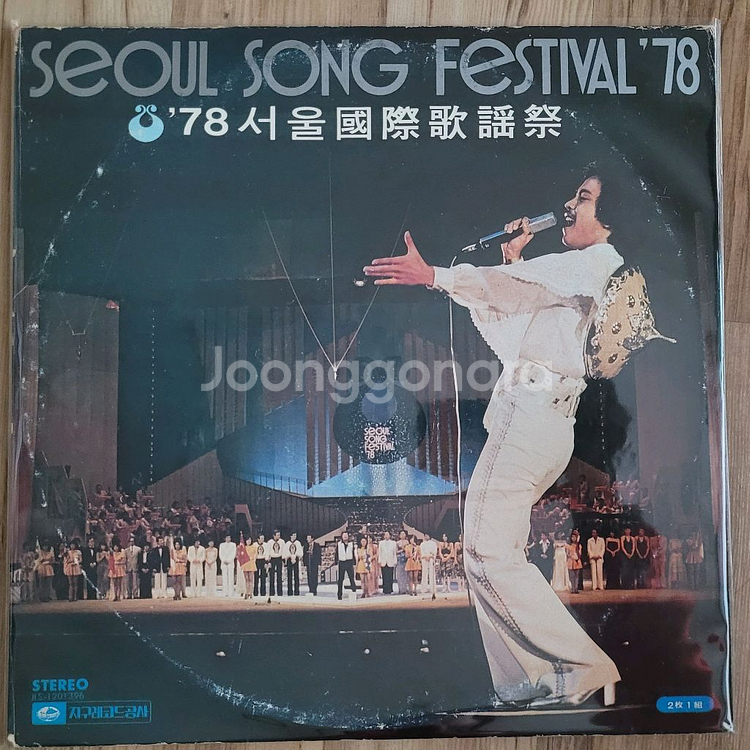 SEOUL SONG FESTIVAL '78
'78 서울國際歌謠祭
Joonggonara
SEOUL
SONG
FESTIVAL
'78
STEREO
JLS-1201396
지구레코드공사
2枚1組